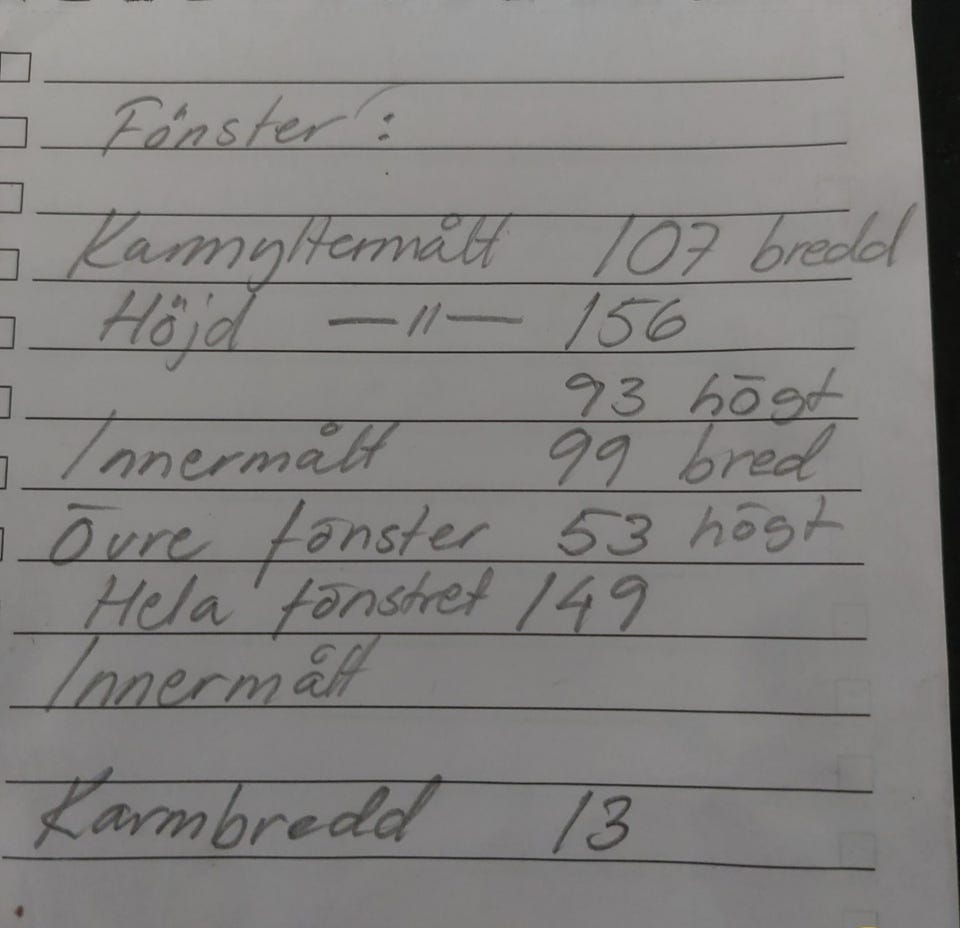 Fönster :
Karmyttermått 107 bredd
Höjd —〃— 156
93 högt
Innermått 99 bred
Övre fönster 53 högt
Hela fönstret 149
Innermått
Karmbredd 13